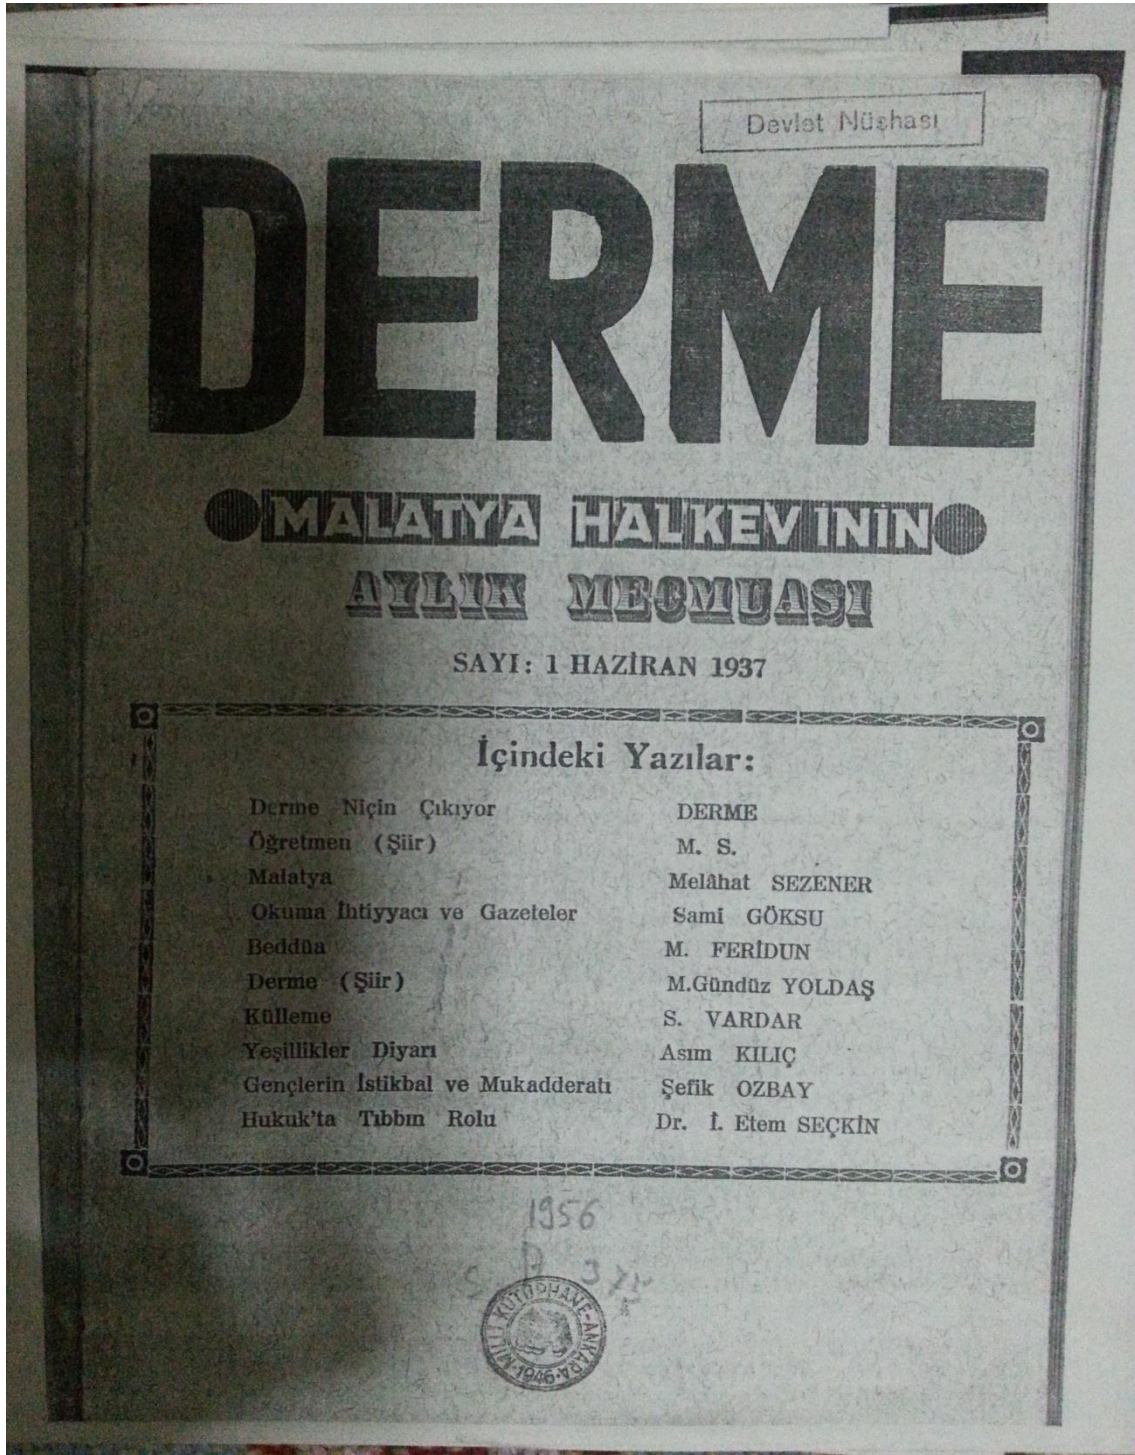 Devlet Nüshası
DERME
MALATYA HALKEVİNİN
AYLIK MECMUASI
SAYI: 1 HAZİRAN 1937
İçindeki Yazılar:
Derme Niçin Çıkıyor DERME
Öğretmen (Şiir) M. S.
Malatya Melâhat SEZENER
Okuma İhtiyyacı ve Gazeteler Sami GÖKSU
Beddüa M. FERİDUN
Derme (Şiir) M.Gündüz YOLDAŞ
Külleme S. VARDAR
Yeşillikler Diyarı Asım KILIÇ
Gençlerin İstikbal ve Mukadderatı Şefik OZBAY
Hukuk'ta Tıbbın Rolu Dr. İ. Etem SEÇKİN
1956
MİLLİ KÜTÜPHANE-ANKARA
1946